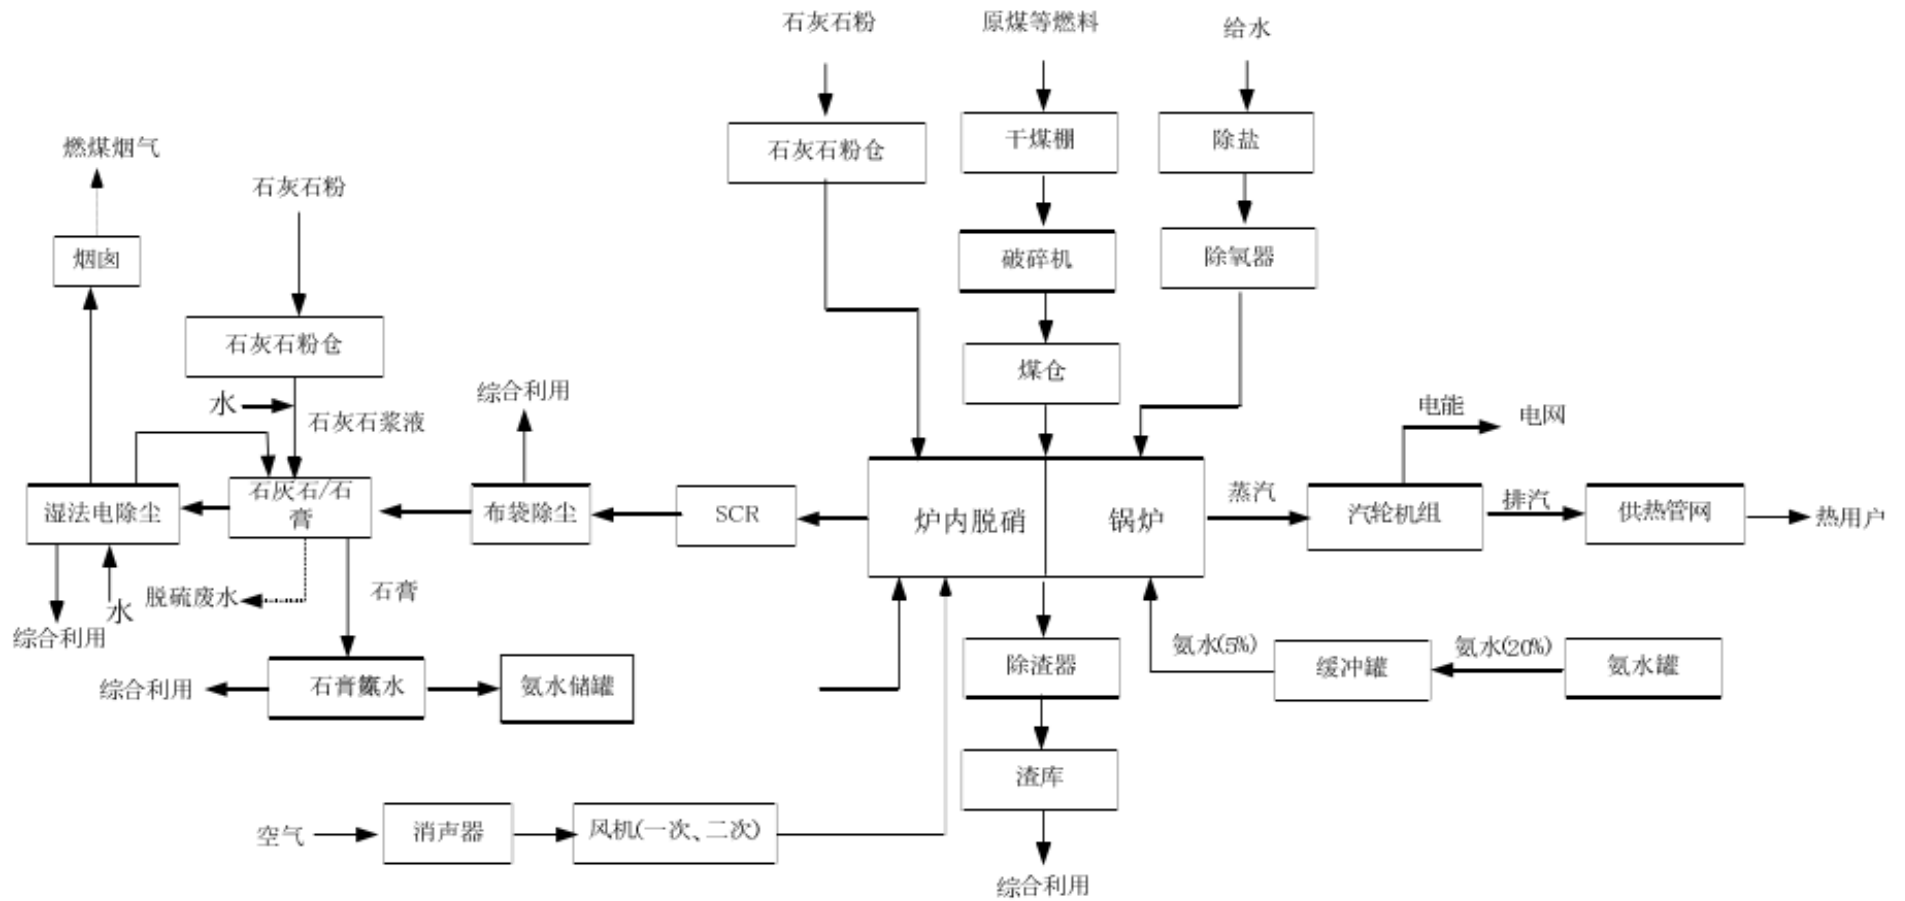 石灰石粉
原煤等燃料
给水
石灰石粉仓
干煤棚
除盐
燃煤烟气
石灰石粉
烟囱
破碎机
除氧器
石灰石粉仓
煤仓
水
石灰石浆液
综合利用
电能
电网
湿法电除尘
石灰石/石
膏
布袋除尘
SCR
炉内脱硝
锅炉
蒸汽
汽轮机组
排汽
供热管网
热用户
脱硫废水
水
石膏
综合利用
综合利用
石膏 水
氨水储罐
除渣器
氨水(5%)
缓冲罐
氨水(20%)
氨水罐
渣库
空气
消声器
风机(一次、二次)
综合利用